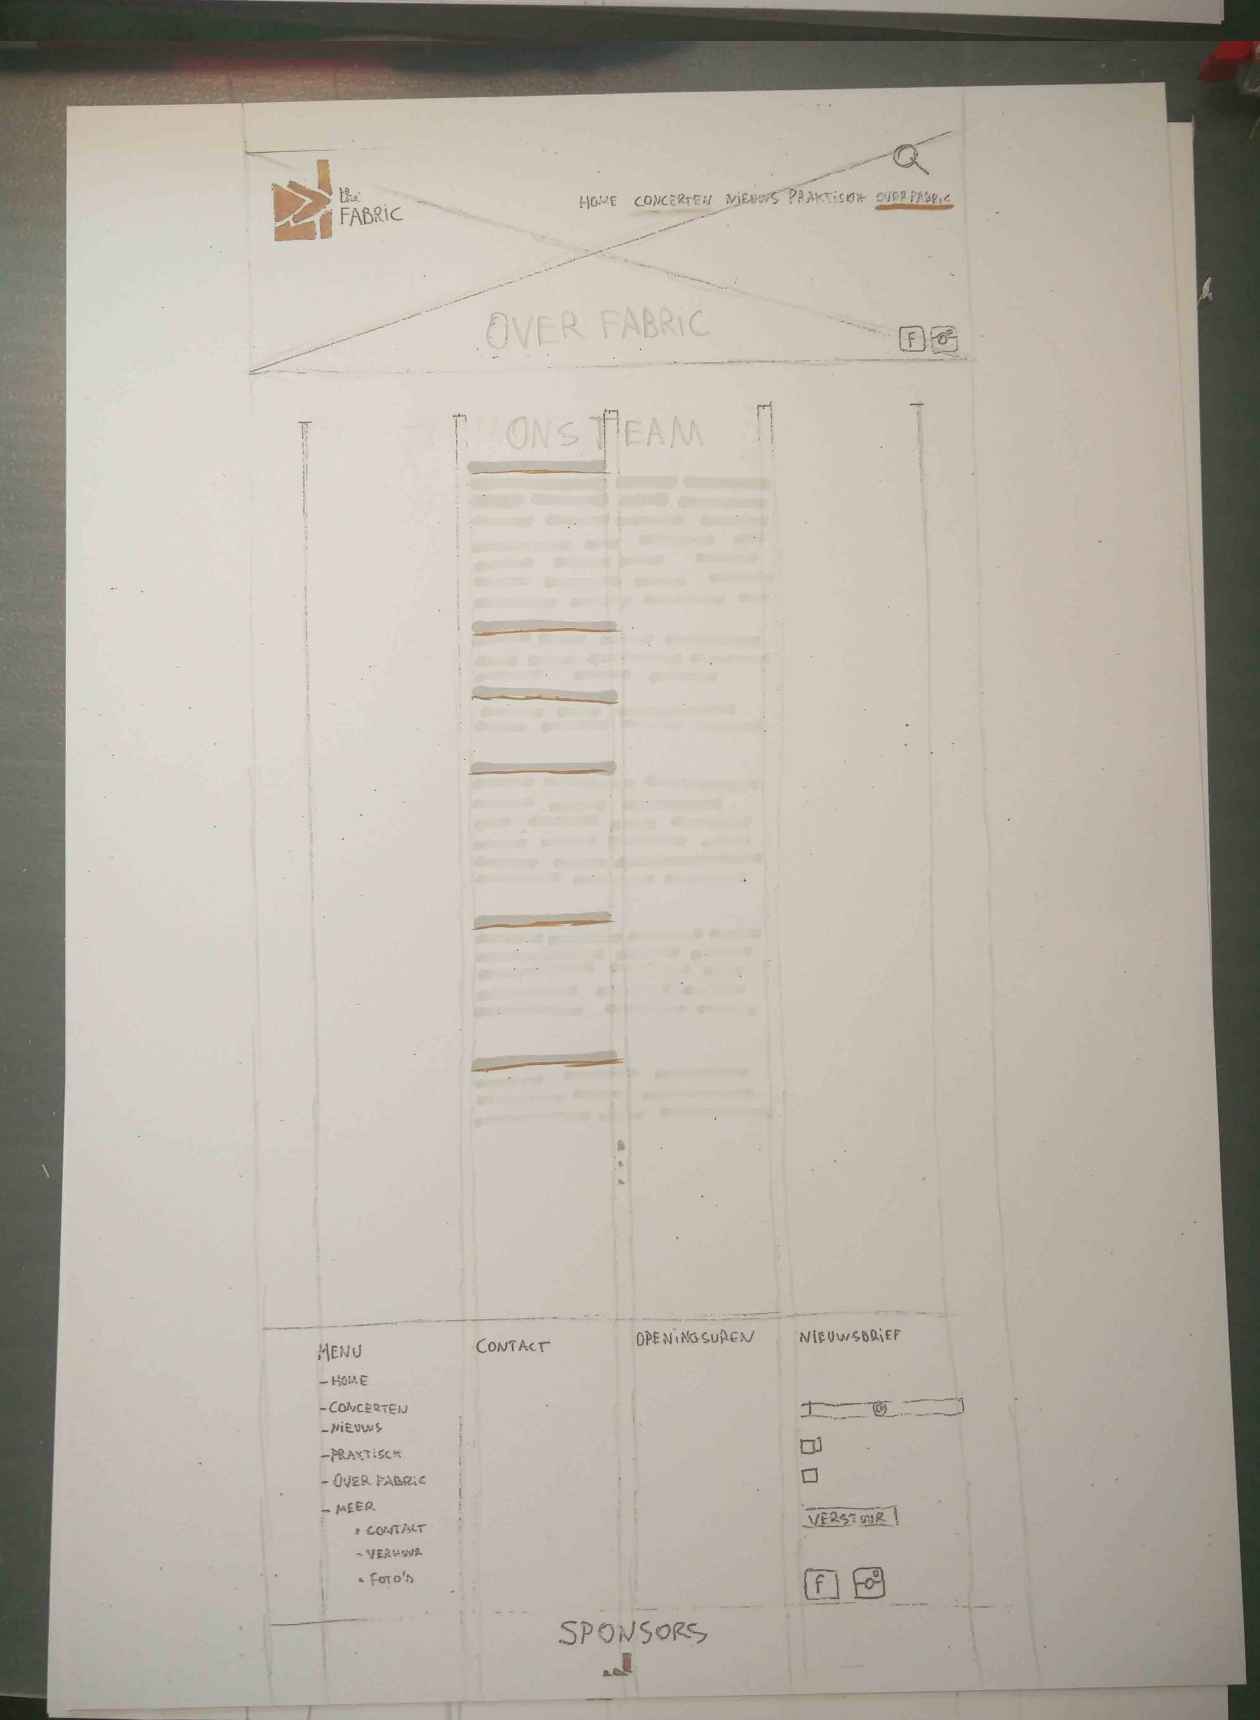 the
FABRIC
HOME CONCERTEN NIEUWS PRAKTISCH OVER FABRIC
OVER FABRIC
f
ONS TEAM
MENU
- HOME
- CONCERTEN
- NIEUWS
- PRAKTISCH
- OVER FABRIC
- MEER
• CONTACT
- VERHUUR
• FOTO'S
CONTACT
OPENINGSUREN
NIEUWSBRIEF
@
VERSTUUR
f
SPONSORS